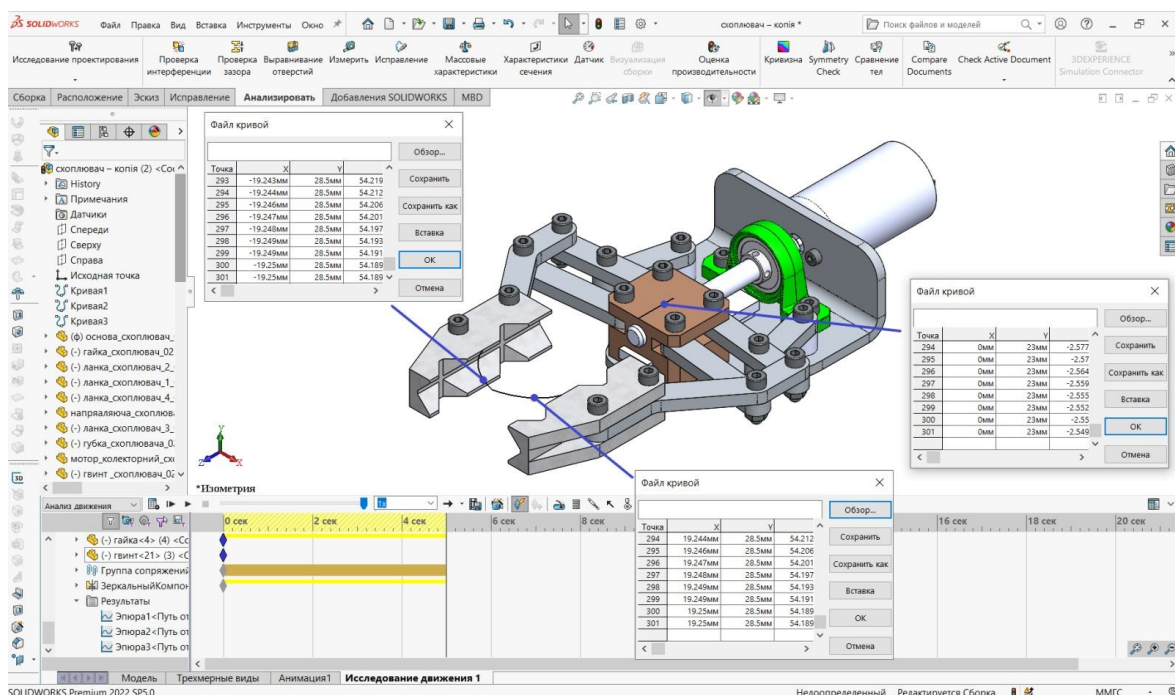 SOLIDWORKS Файл Правка Вид Вставка Инструменты Окно схоплювач – копія * Поиск файлов и моделей
Исследование проектирования Проверка интерференции Проверка зазора Выравнивание отверстий Измерить Исправление Массовые характеристики Характеристики сечения Датчик Визуализация сборки Оценка производительности Кривизна Symmetry Check Сравнение тел Compare Documents Check Active Document 3DEXPERIENCE Simulation Connector
Сборка Расположение Эскиз Исправление Анализировать Добавления SOLIDWORKS MBD
схоплювач – копія (2) <Сос
History
Примечания
Датчики
Спереди
Сверху
Справа
Исходная точка
Кривая1
Кривая2
Кривая3
(ф) основа_схоплювач_
(-) гайка_схоплювач_02
(-) ланка_схоплювач_2_
(-) ланка_схоплювач_1_
(-) ланка_схоплювач_4_
напряаляюча_схоплюв
(-) ланка_схоплювач_3_
(-) губка_схоплювача_0
мотор_колекторний_схо
(-) гвинт _схоплювач_02
Файл кривой
Обзор...
Точка X Y
293 -19.243мм 28.5мм 54.219
294 -19.244мм 28.5мм 54.212
295 -19.246мм 28.5мм 54.206
296 -19.247мм 28.5мм 54.201
297 -19.248мм 28.5мм 54.197
298 -19.249мм 28.5мм 54.193
299 -19.249мм 28.5мм 54.191
300 -19.25мм 28.5мм 54.189
301 -19.25мм 28.5мм 54.189
Сохранить
Сохранить как
Вставка
OK
Отмена
Файл кривой
Обзор...
Точка X Y
294 0мм 23мм -2.577
295 0мм 23мм -2.57
296 0мм 23мм -2.564
297 0мм 23мм -2.559
298 0мм 23мм -2.555
299 0мм 23мм -2.552
300 0мм 23мм -2.55
301 0мм 23мм -2.549
Сохранить
Сохранить как
Вставка
OK
Отмена
Y
Z X
*Изометрия
Файл кривой
Обзор...
Точка X Y
294 19.244мм 28.5мм 54.212
295 19.246мм 28.5мм 54.206
296 19.247мм 28.5мм 54.201
297 19.248мм 28.5мм 54.197
298 19.249мм 28.5мм 54.193
299 19.249мм 28.5мм 54.191
300 19.25мм 28.5мм 54.189
301 19.25мм 28.5мм 54.189
Сохранить
Сохранить как
Вставка
OK
Отмена
Анализ движения 1x
0 сек 2 сек 4 сек 6 сек 8 сек 16 сек 18 сек 20 сек
(-) гайка<4> (4) <Сс
(-) гвинт<21> (3) <С
Группа сопряжений
ЗеркальныйКомпон
Результаты
Эпюра1<Путь от
Эпюра2<Путь от
Эпюра3<Путь от
Модель Трехмерные виды Анимация1 Исследование движения 1
SOLIDWORKS Premium 2022 SP5.0 Недоопределенный Редактируется Сборка ММГС